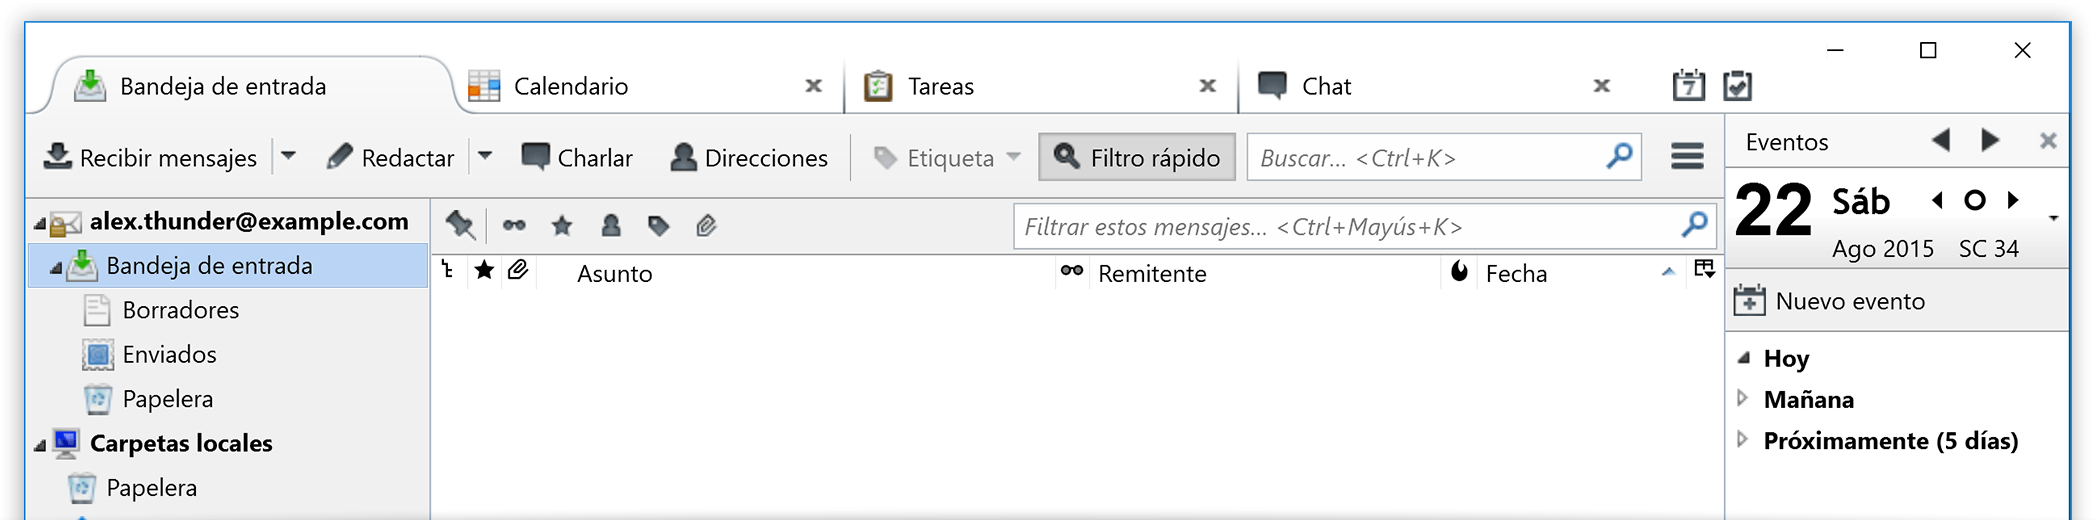 Bandeja de entrada
Calendario
Tareas
Chat
7
Recibir mensajes
Redactar
Charlar
Direcciones
Etiqueta
Filtro rápido
Buscar... <Ctrl+K>
alex.thunder@example.com
Bandeja de entrada
Borradores
Enviados
Papelera
Carpetas locales
Papelera
Filtrar estos mensajes... <Ctrl+Mayús+K>
Asunto
Remitente
Fecha
Eventos
22
Sáb
Ago 2015 SC 34
Nuevo evento
Hoy
Mañana
Próximamente (5 días)